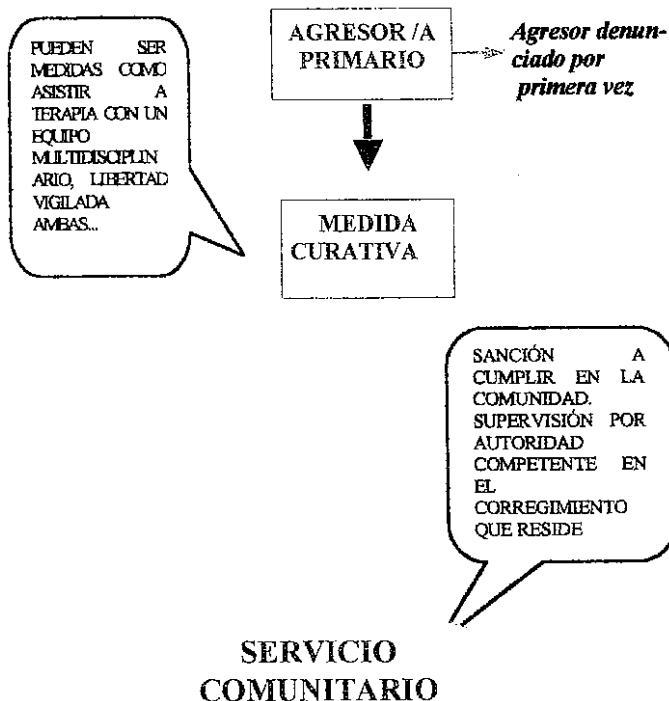 AGRESOR /A
PRIMARIO
Agresor denun-
ciado por
primera vez
PUEDEN SER
MEDIDAS COMO
ASISTIR A
TERAPIA CON UN
EQUIPO
MULTIDISCIPLIN
ARIO, LIBERTAD
VIGILADA
AMBAS...
MEDIDA
CURATIVA
SANCIÓN A
CUMPLIR EN LA
COMUNIDAD.
SUPERVISIÓN POR
AUTORIDAD
COMPETENTE EN
EL
CORREGIMIENTO
QUE RESIDE
SERVICIO
COMUNITARIO